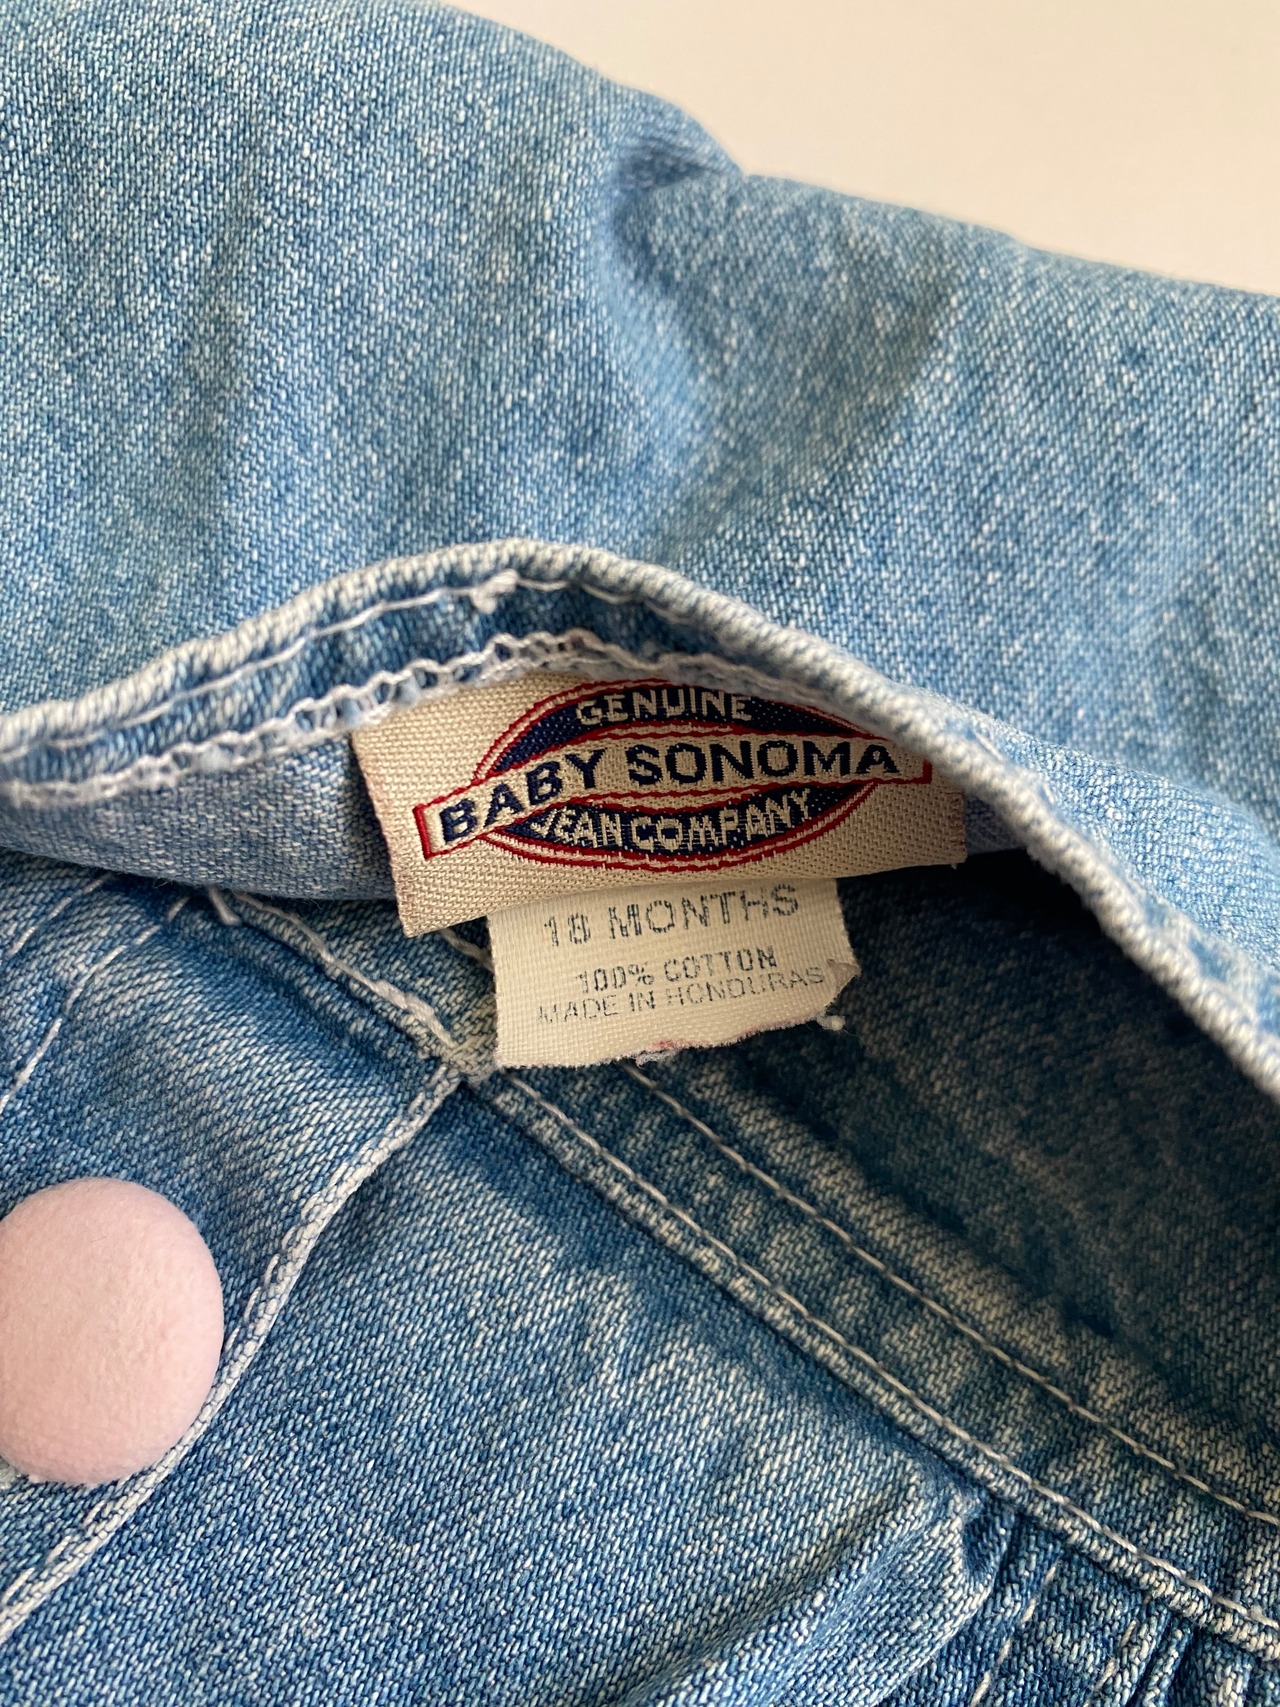 GENUINE
BABY SONOMA
JEAN COMPANY
18 MONTHS
100% COTTON
MADE IN HONDURAS